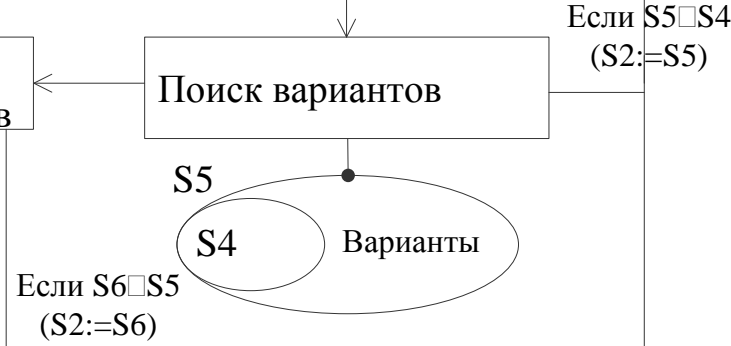 Если S5□S4
(S2:=S5)
Поиск вариантов
в
S5
S4
Варианты
Если S6□S5
(S2:=S6)